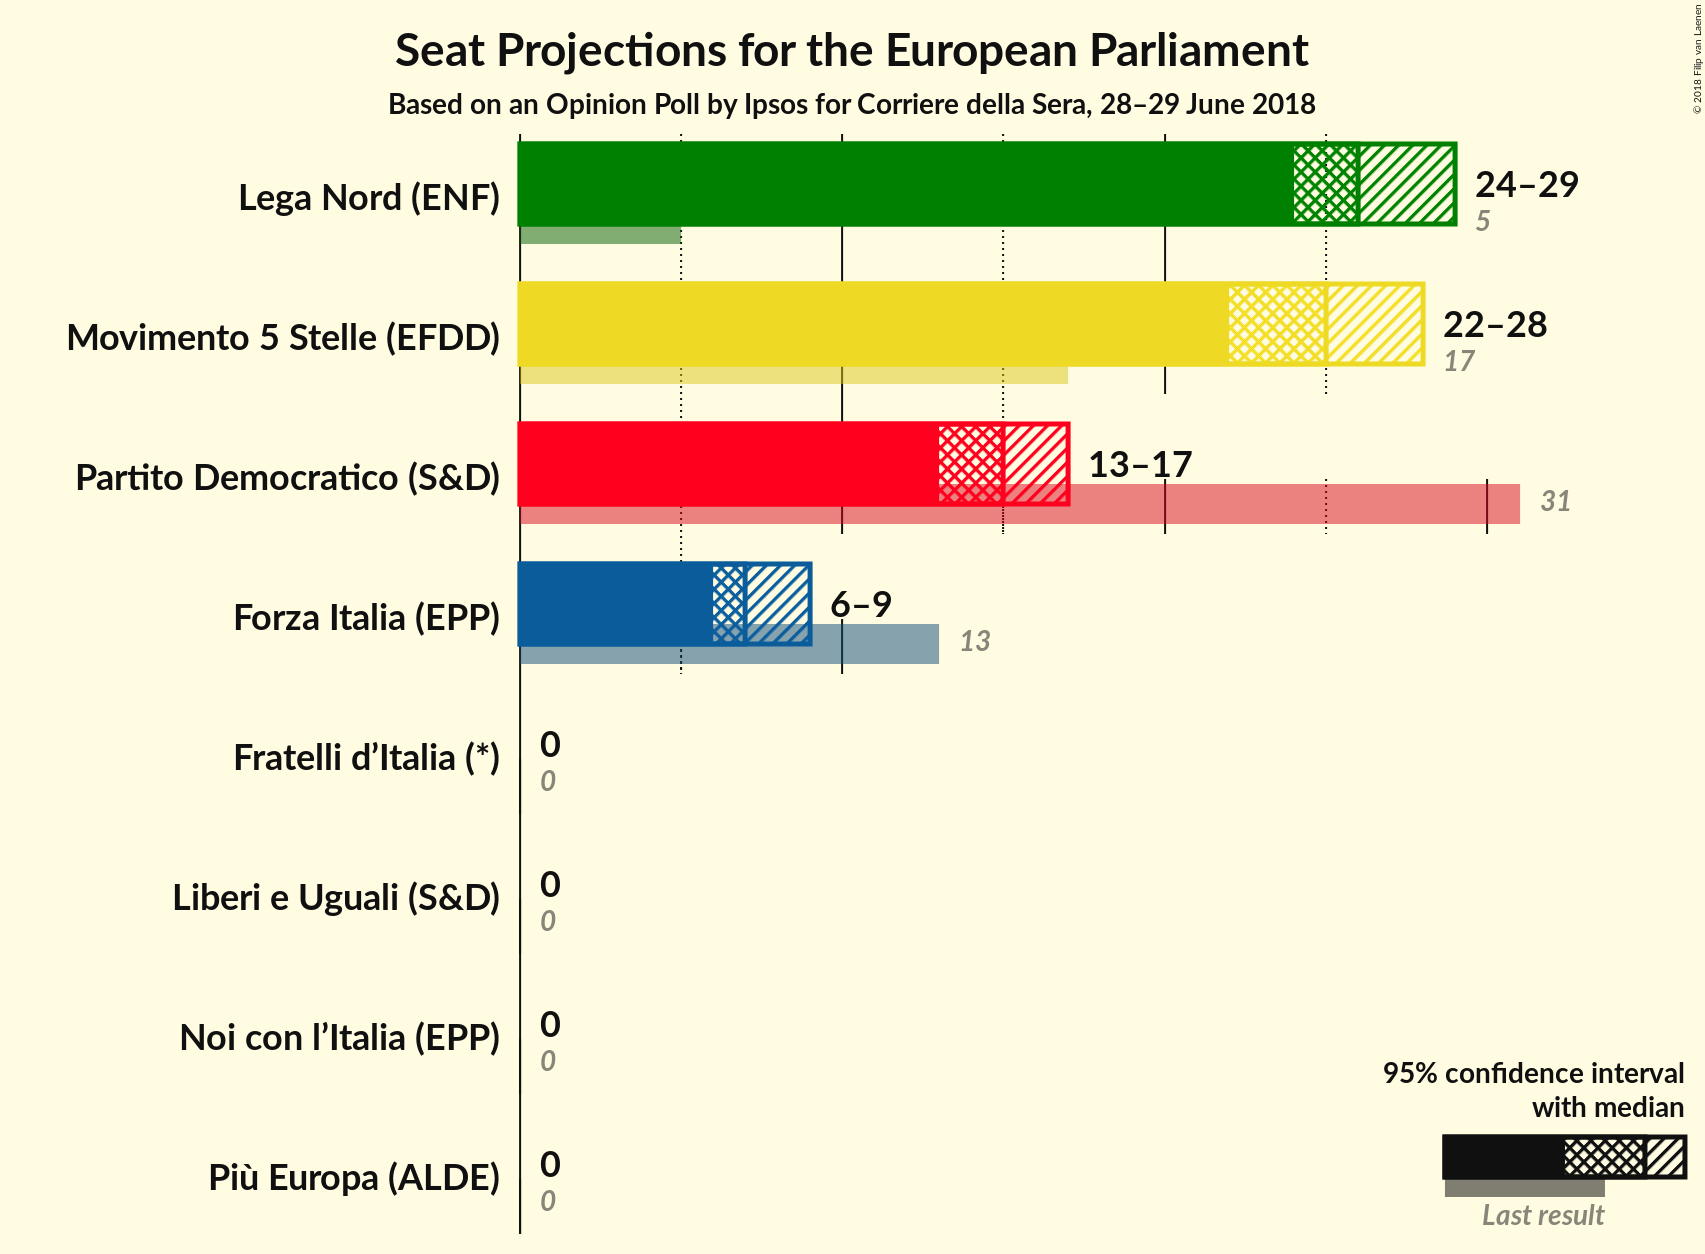 Seat Projections for the European Parliament
Based on an Opinion Poll by Ipsos for Corriere della Sera, 28–29 June 2018
© 2018 Filip van Laenen
Lega Nord (ENF)
24–29
5
Movimento 5 Stelle (EFDD)
22–28
17
Partito Democratico (S&D)
13–17
31
Forza Italia (EPP)
6–9
13
Fratelli d’Italia (*)
0
0
Liberi e Uguali (S&D)
0
0
Noi con l’Italia (EPP)
0
0
Più Europa (ALDE)
0
0
95% confidence interval
with median
Last result